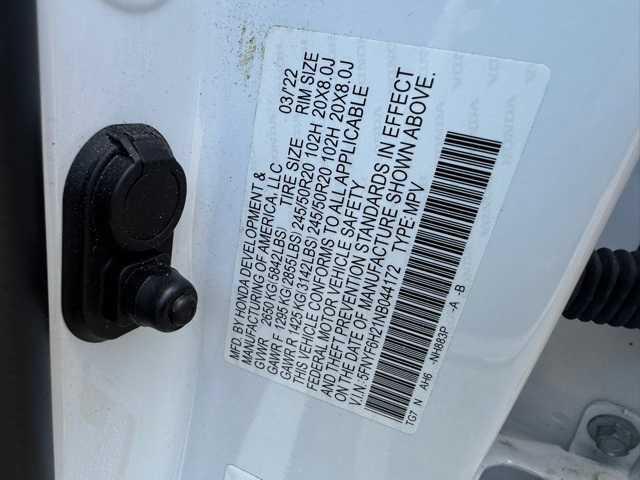 MFD. BY HONDA DEVELOPMENT & 03/'22
MANUFACTURING OF AMERICA, LLC
GVWR 2650 KG (5842LBS) TIRE SIZE RIM SIZE
GAWR F 1295 KG (2855LBS) 245/50R20 102H 20X8.0J
GAWR R 1425 KG (3142LBS) 245/50R20 102H 20X8.0J
THIS VEHICLE CONFORMS TO ALL APPLICABLE
FEDERAL MOTOR VEHICLE SAFETY
AND THEFT PREVENTION STANDARDS IN EFFECT
ON THE DATE OF MANUFACTURE SHOWN ABOVE.
V.I.N.: TYPE: MPV
TG7 N AH6 -NH883P -A B
HONDA